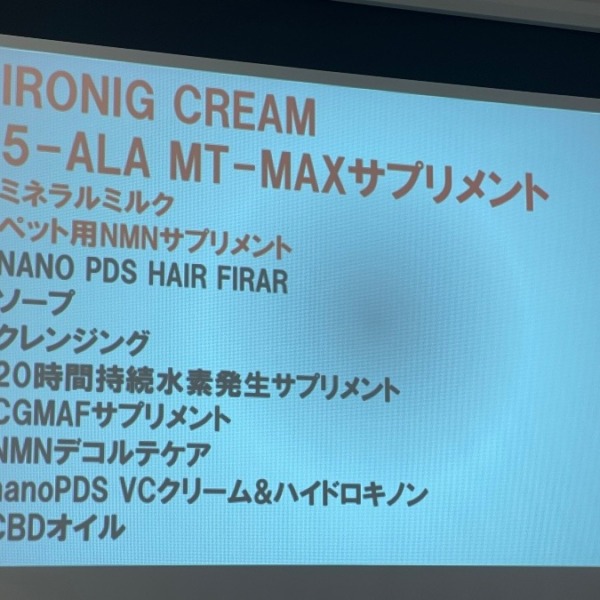 IRONIG CREAM
5-ALA MT-MAXサプリメント
ミネラルミルク
ペット用NMNサプリメント
NANO PDS HAIR FIRAR
ソープ
クレンジング
20時間持続水素発生サプリメント
CGMAFサプリメント
NMNデコルテケア
nanoPDS VCクリーム&ハイドロキノン
CBDオイル